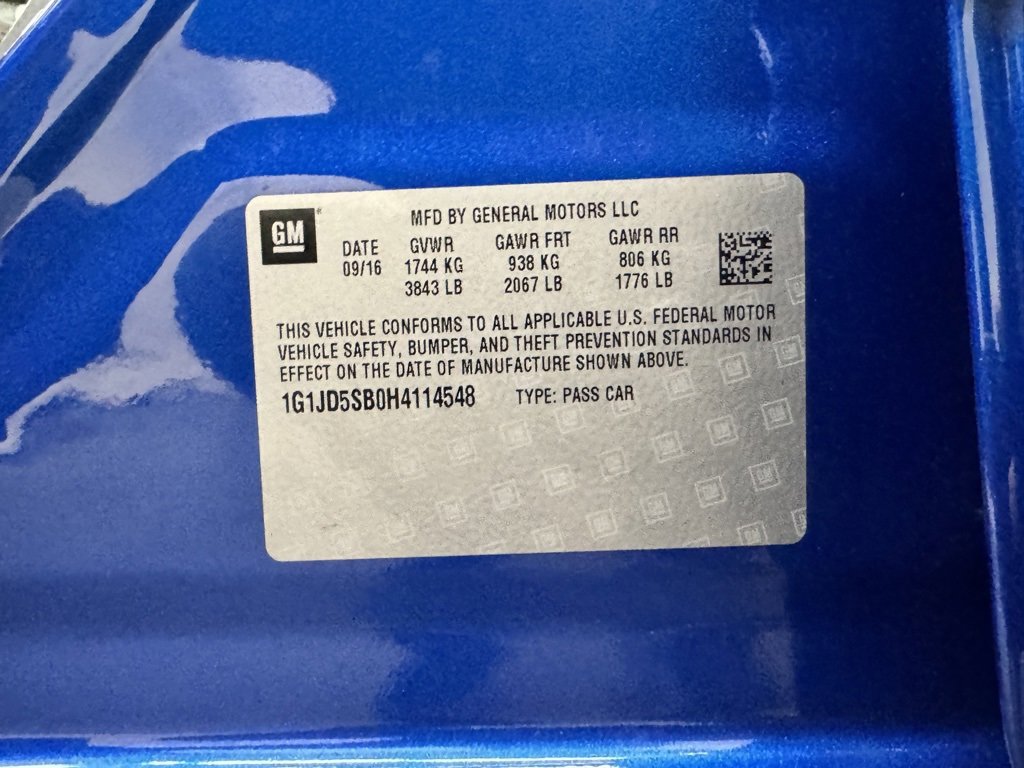 GM
MFD BY GENERAL MOTORS LLC
DATE GVWR GAWR FRT GAWR RR
09/16 1744 KG 938 KG 806 KG
3843 LB 2067 LB 1776 LB
THIS VEHICLE CONFORMS TO ALL APPLICABLE U.S. FEDERAL MOTOR
VEHICLE SAFETY, BUMPER, AND THEFT PREVENTION STANDARDS IN
EFFECT ON THE DATE OF MANUFACTURE SHOWN ABOVE.
1G1JD5SB0H4114548 TYPE: PASS CAR